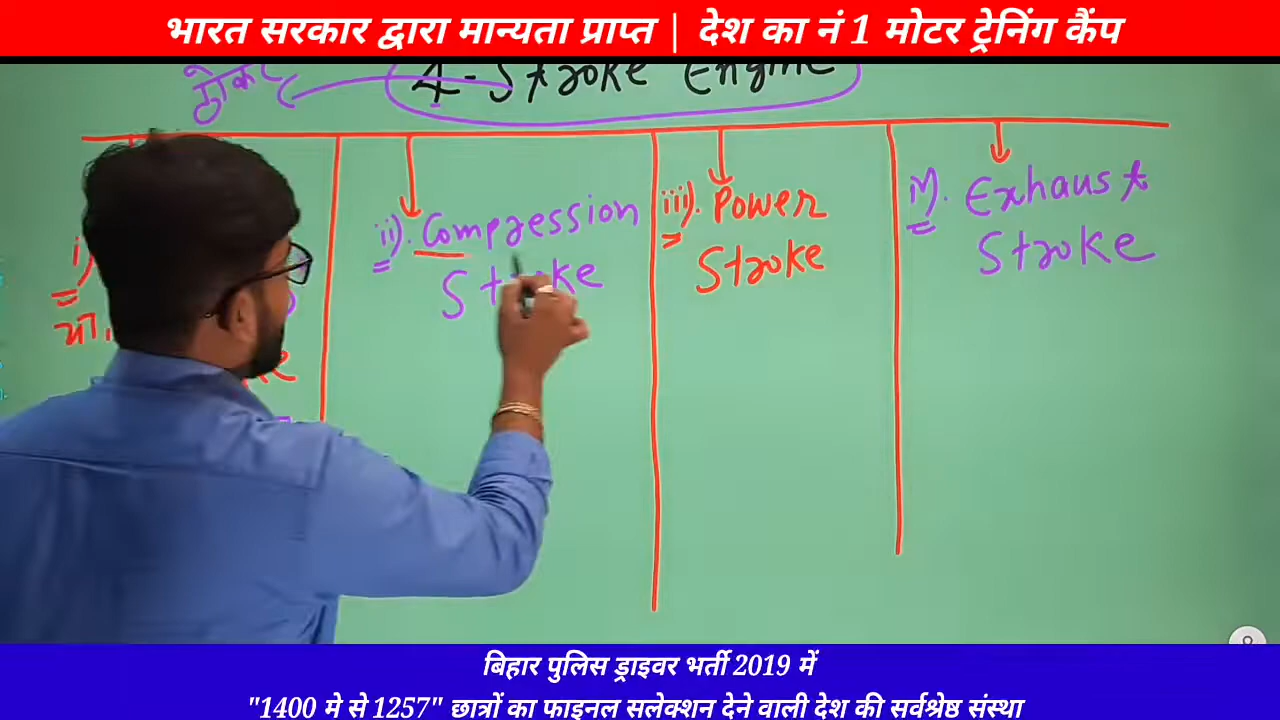 भारत सरकार द्वारा मान्यता प्राप्त | देश का नं 1 मोटर ट्रेनिंग कैंप
4-Stroke Engine
i)
ii). Compression
Stroke
iii). Power
Stroke
iv). Exhaust
Stroke
बिहार पुलिस ड्राइवर भर्ती 2019 में
"1400 मे से 1257" छात्रों का फाइनल सलेक्शन देने वाली देश की सर्वश्रेष्ठ संस्था